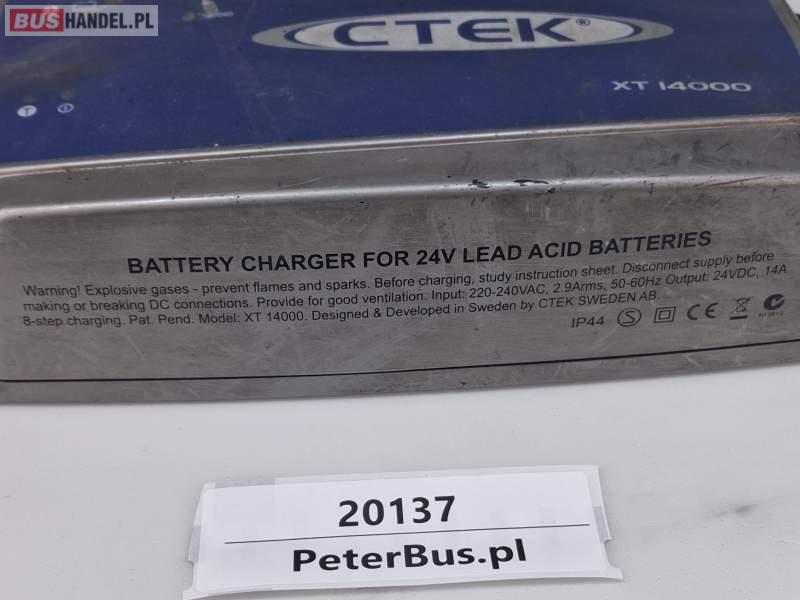 BUSHANDEL.PL
CTEK®
XT 14000
BATTERY CHARGER FOR 24V LEAD ACID BATTERIES
Warning! Explosive gases - prevent flames and sparks. Before charging, study instruction sheet. Disconnect supply before
making or breaking DC connections. Provide for good ventilation. Input: 220-240VAC, 2.9Arms, 50-60Hz Output: 24VDC, 14A
8-step charging. Pat. Pend. Model: XT 14000. Designed & Developed in Sweden by CTEK SWEDEN AB
IP44 S CE
20137
PeterBus.pl